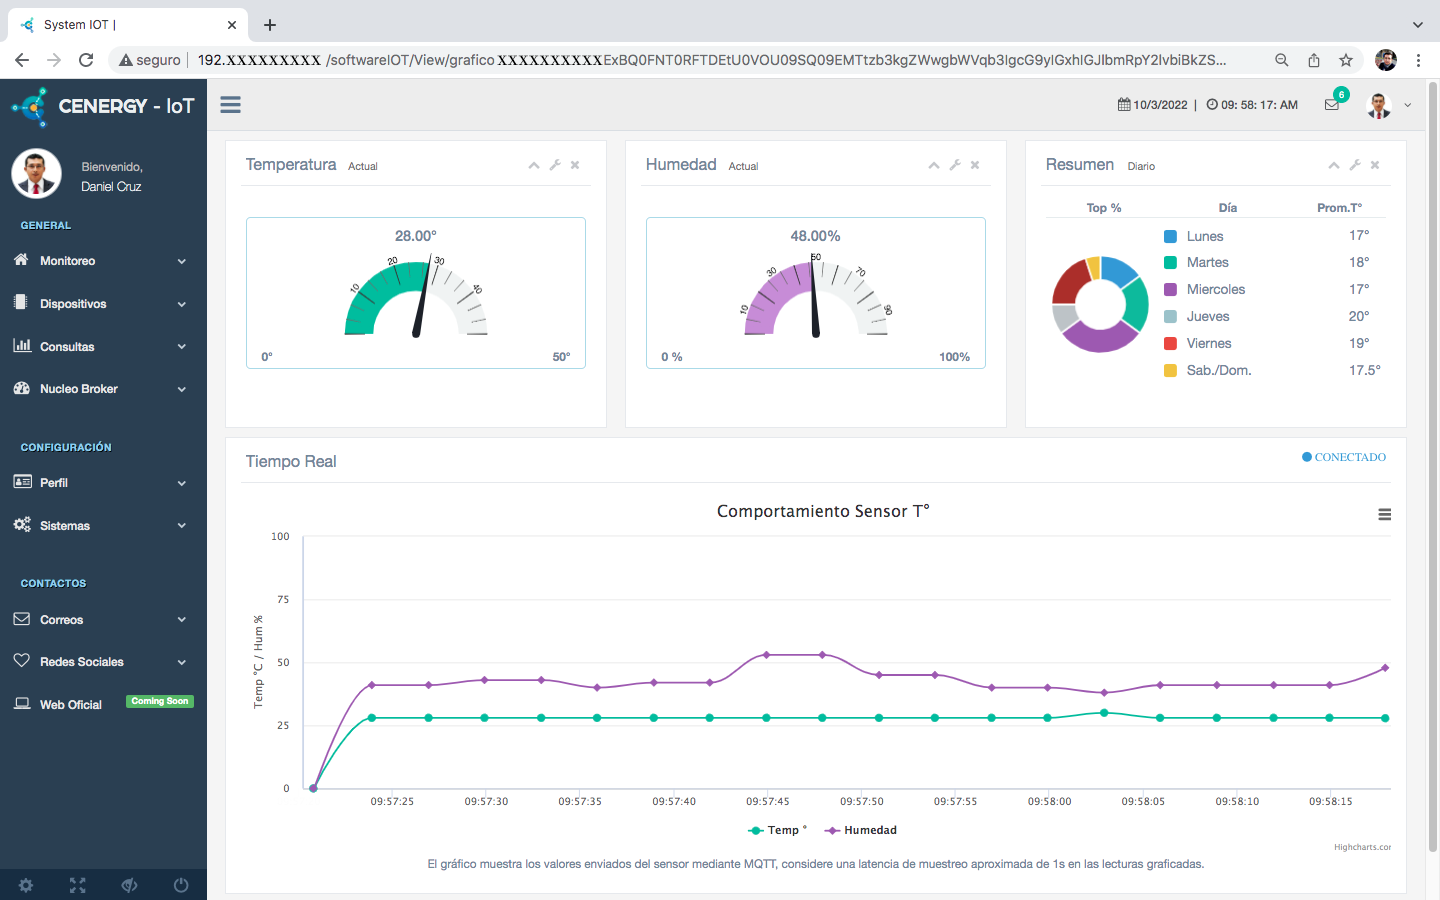 System IOT |
seguro
192.XXXXXXXXX /softwareIOT/View/grafico XXXXXXXXXXExBQ0FNT0RFTDEtU0VOU09SQ09EMTtzb3kgZWwgbWVqb3IgcG9yIGxhIGJlbmRpY2lvbiBkZS...
CENERGY - IoT
Bienvenido,
Daniel Cruz
GENERAL
Monitoreo
Dispositivos
Consultas
Nucleo Broker
CONFIGURACIÓN
Perfil
Sistemas
CONTACTOS
Correos
Redes Sociales
Web Oficial Coming Soon
10/3/2022 | 09: 58: 17: AM 6
Temperatura Actual
28.00°
10 20 30 40
0° 50°
Humedad Actual
48.00%
10 30 50 70 90
0 % 100%
Resumen Diario
Top % Día Prom.T°
Lunes 17°
Martes 18°
Miercoles 17°
Jueves 20°
Viernes 19°
Sab./Dom. 17.5°
Tiempo Real
CONECTADO
Comportamiento Sensor T°
Temp °C / Hum %
100
75
50
25
0
09:57:25 09:57:30 09:57:35 09:57:40 09:57:45 09:57:50 09:57:55 09:58:00 09:58:05 09:58:10 09:58:15
Temp ° Humedad
Highcharts.cor
El gráfico muestra los valores enviados del sensor mediante MQTT, considere una latencia de muestreo aproximada de 1s en las lecturas graficadas.